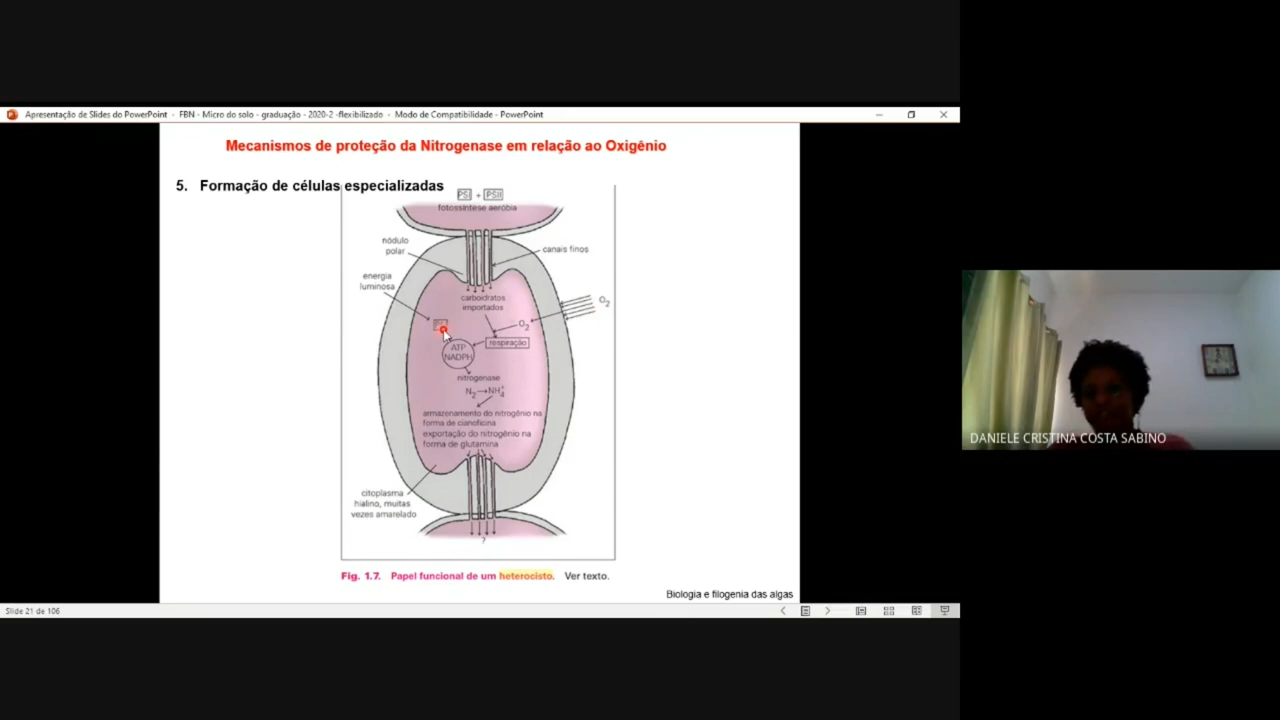 Apresentação de Slides do PowerPoint - FBN - Micro do solo - graduação - 2020-2 -flexibilizado - Modo de Compatibilidade - PowerPoint
Mecanismos de proteção da Nitrogenase em relação ao Oxigênio
5. Formação de células especializadas
PSI + PSII
fotossíntese aeróbia
nódulo
polar
canais finos
energia
luminosa
carboidratos
importados
O2
O2
respiração
ATP
NADPH
nitrogenase
N2→NH4+
armazenamento do nitrogênio na
forma de cianoficina
exportação do nitrogênio na
forma de glutamina
citoplasma
hialino, muitas
vezes amarelado
?
Fig. 1.7. Papel funcional de um heterocisto. Ver texto.
Biologia e filogenia das algas
Slide 21 de 106
DANIELE CRISTINA COSTA SABINO